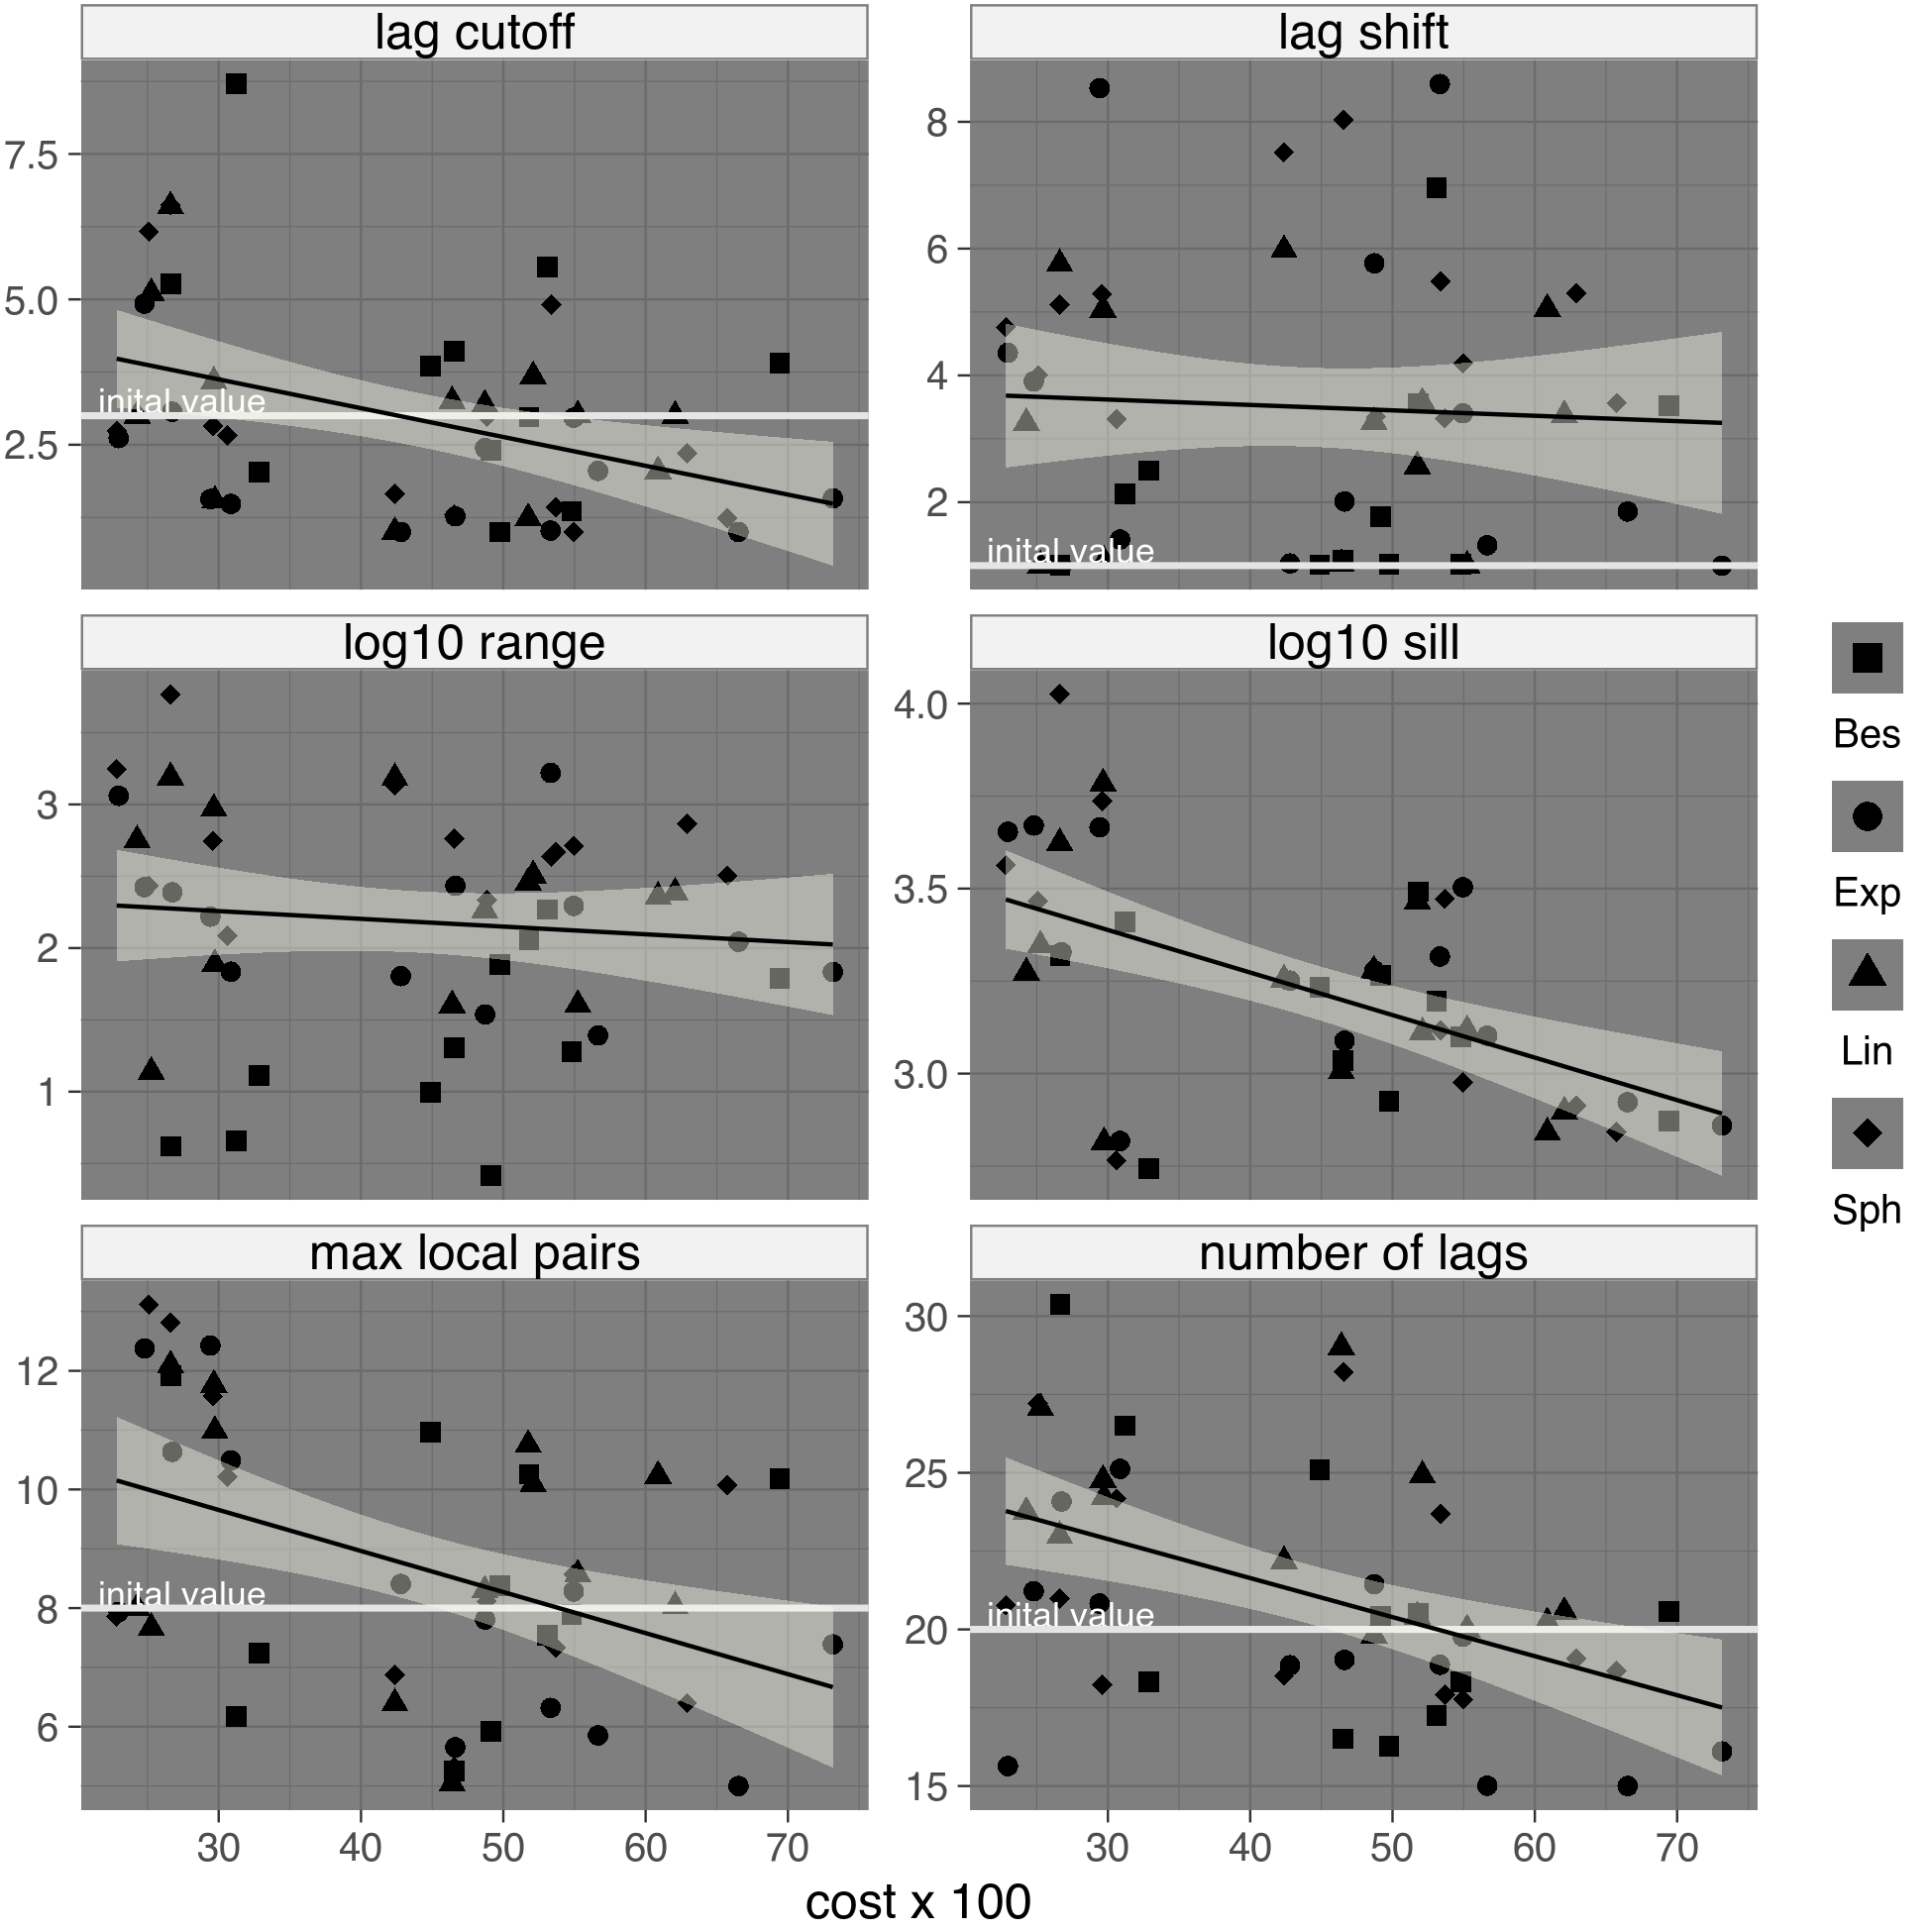 lag cutoff
lag shift
7.5
5.0
2.5
inital value
8
6
4
2
inital value
log10 range
log10 sill
3
2
1
4.0
3.5
3.0
max local pairs
number of lags
12
10
8
6
inital value
30
25
20
15
inital value
30 40 50 60 70
30 40 50 60 70
cost x 100
Bes
Exp
Lin
Sph